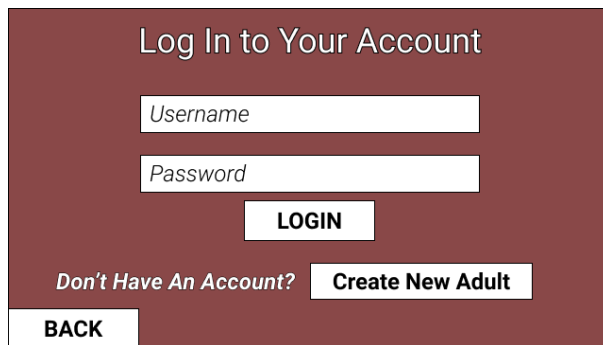 Log In to Your Account
Username
Password
LOGIN
Don't Have An Account? Create New Adult
BACK